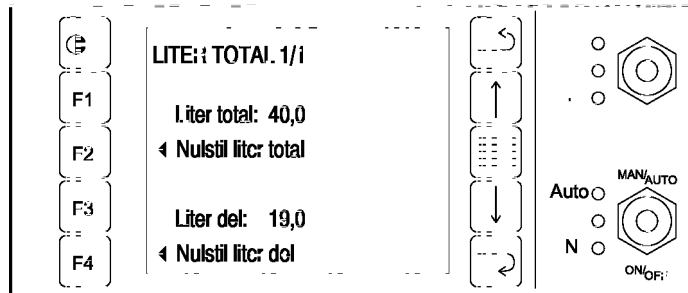 LITER TOTAL 1/1
F1
Liter total: 40,0
F2
Nulstil liter total
F3
Liter del: 19,0
F4
Nulstil liter del
MAN/AUTO
Auto
N
ON/OFF